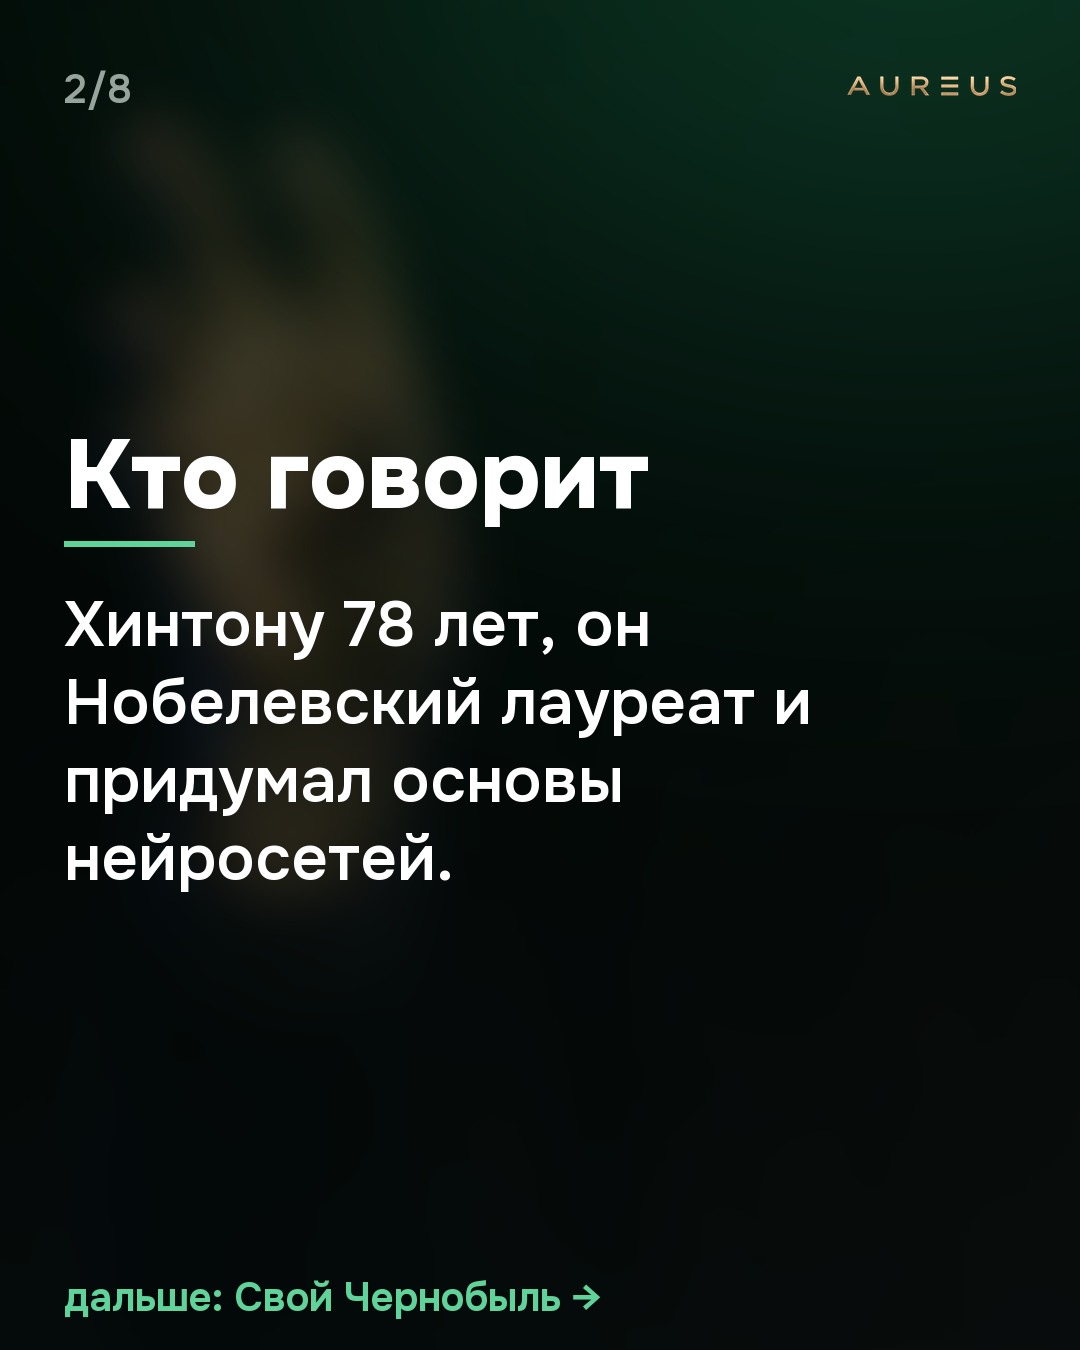 2/8
AUREUS
Кто говорит
Хинтону 78 лет, он
Нобелевский лауреат и
придумал основы
нейросетей.
дальше: Свой Чернобыль →